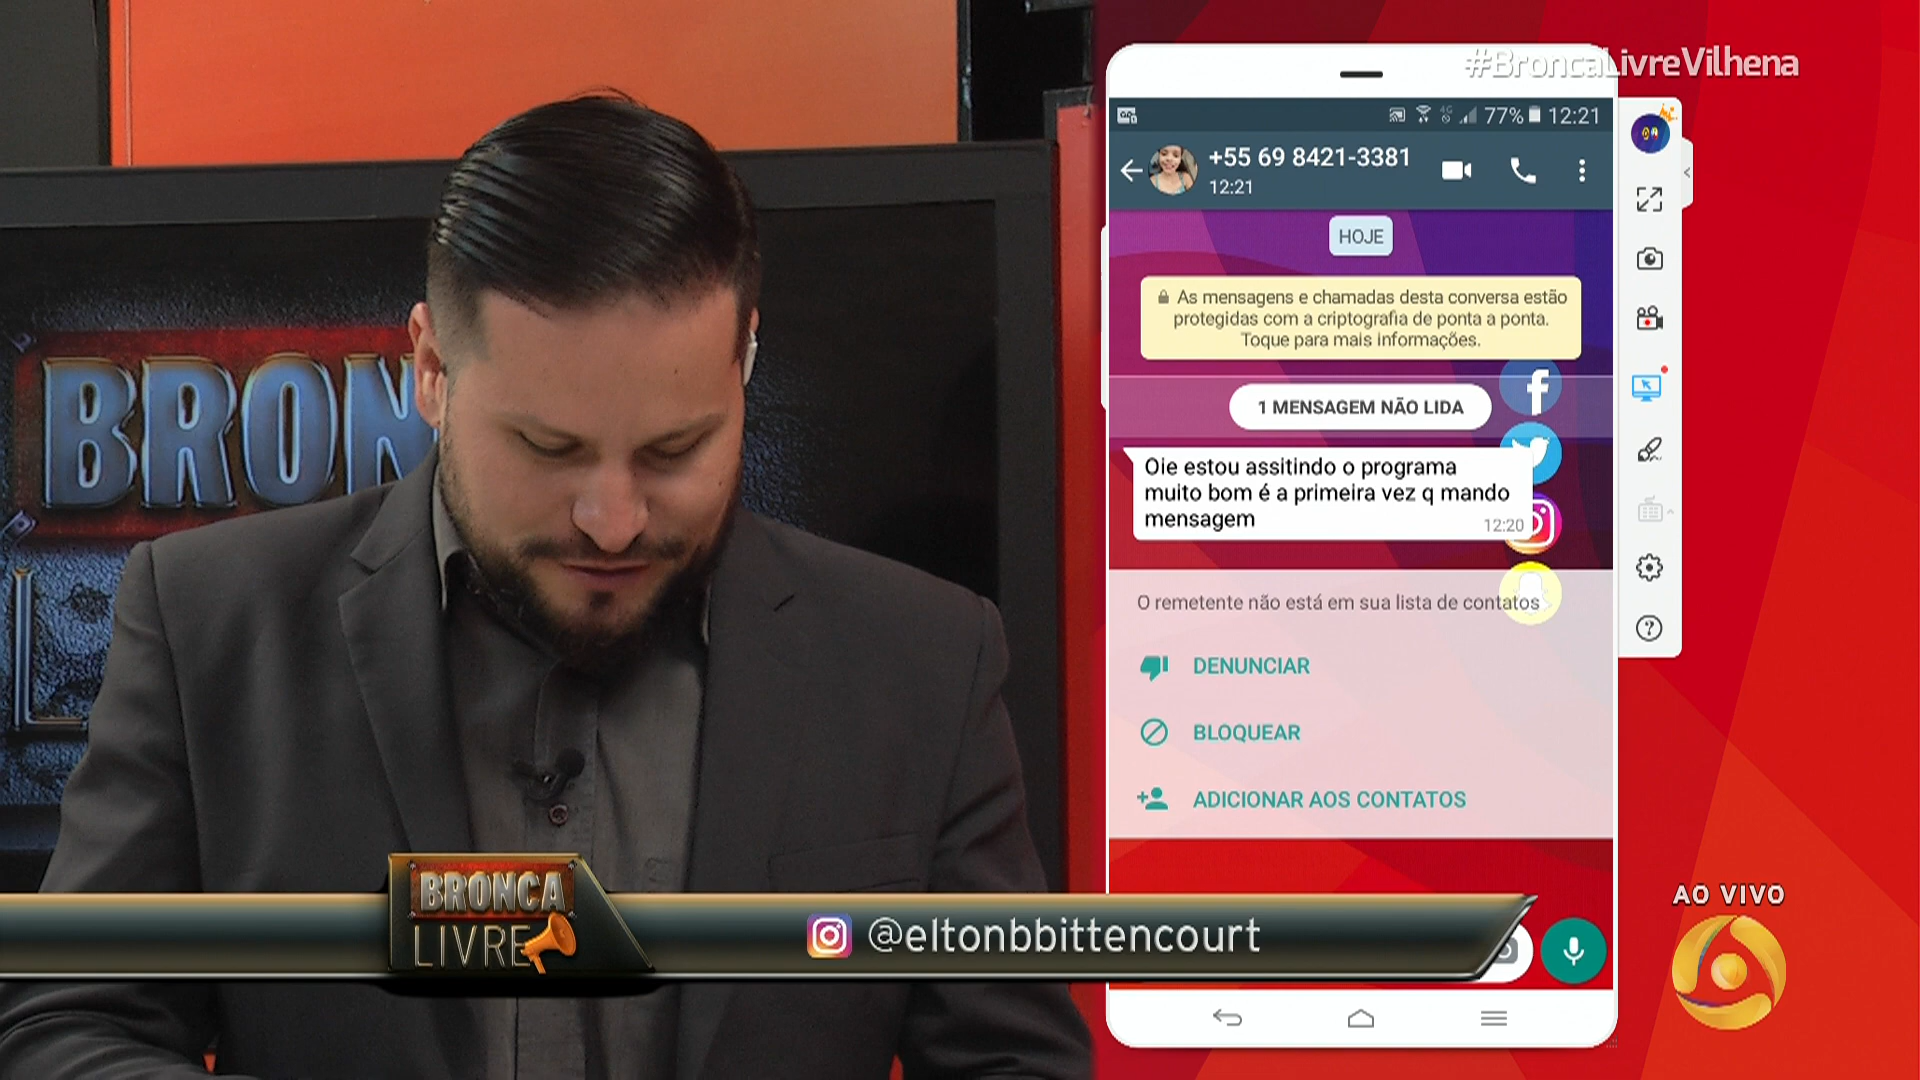 #BroncaLivreVilhena
77% 12:21
+55 69 8421-3381
12:21
HOJE
As mensagens e chamadas desta conversa estão
protegidas com a criptografia de ponta a ponta.
Toque para mais informações.
1 MENSAGEM NÃO LIDA
Oie estou assitindo o programa
muito bom é a primeira vez q mando
mensagem
12:20
O remetente não está em sua lista de contatos
DENUNCIAR
BLOQUEAR
ADICIONAR AOS CONTATOS
BRON
L
BRONCA
LIVRE
@eltonbbittencourt
AO VIVO